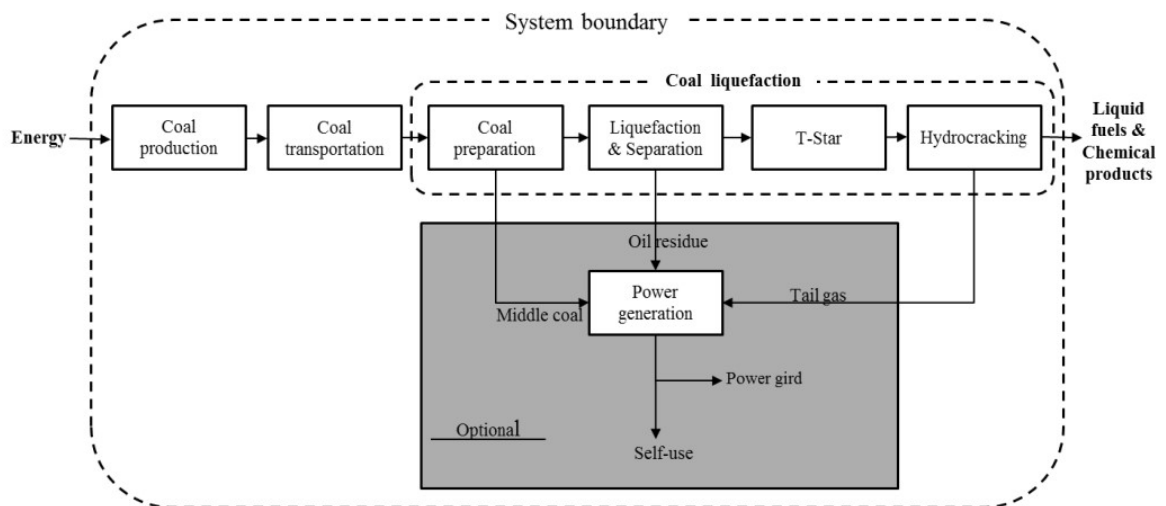 System boundary
Coal liquefaction
Energy
Coal
production
Coal
transportation
Coal
preparation
Liquefaction
& Separation
T-Star
Hydrocracking
Liquid
fuels &
Chemical
products
Oil residue
Middle coal
Power
generation
Tail gas
Power gird
Optional
Self-use